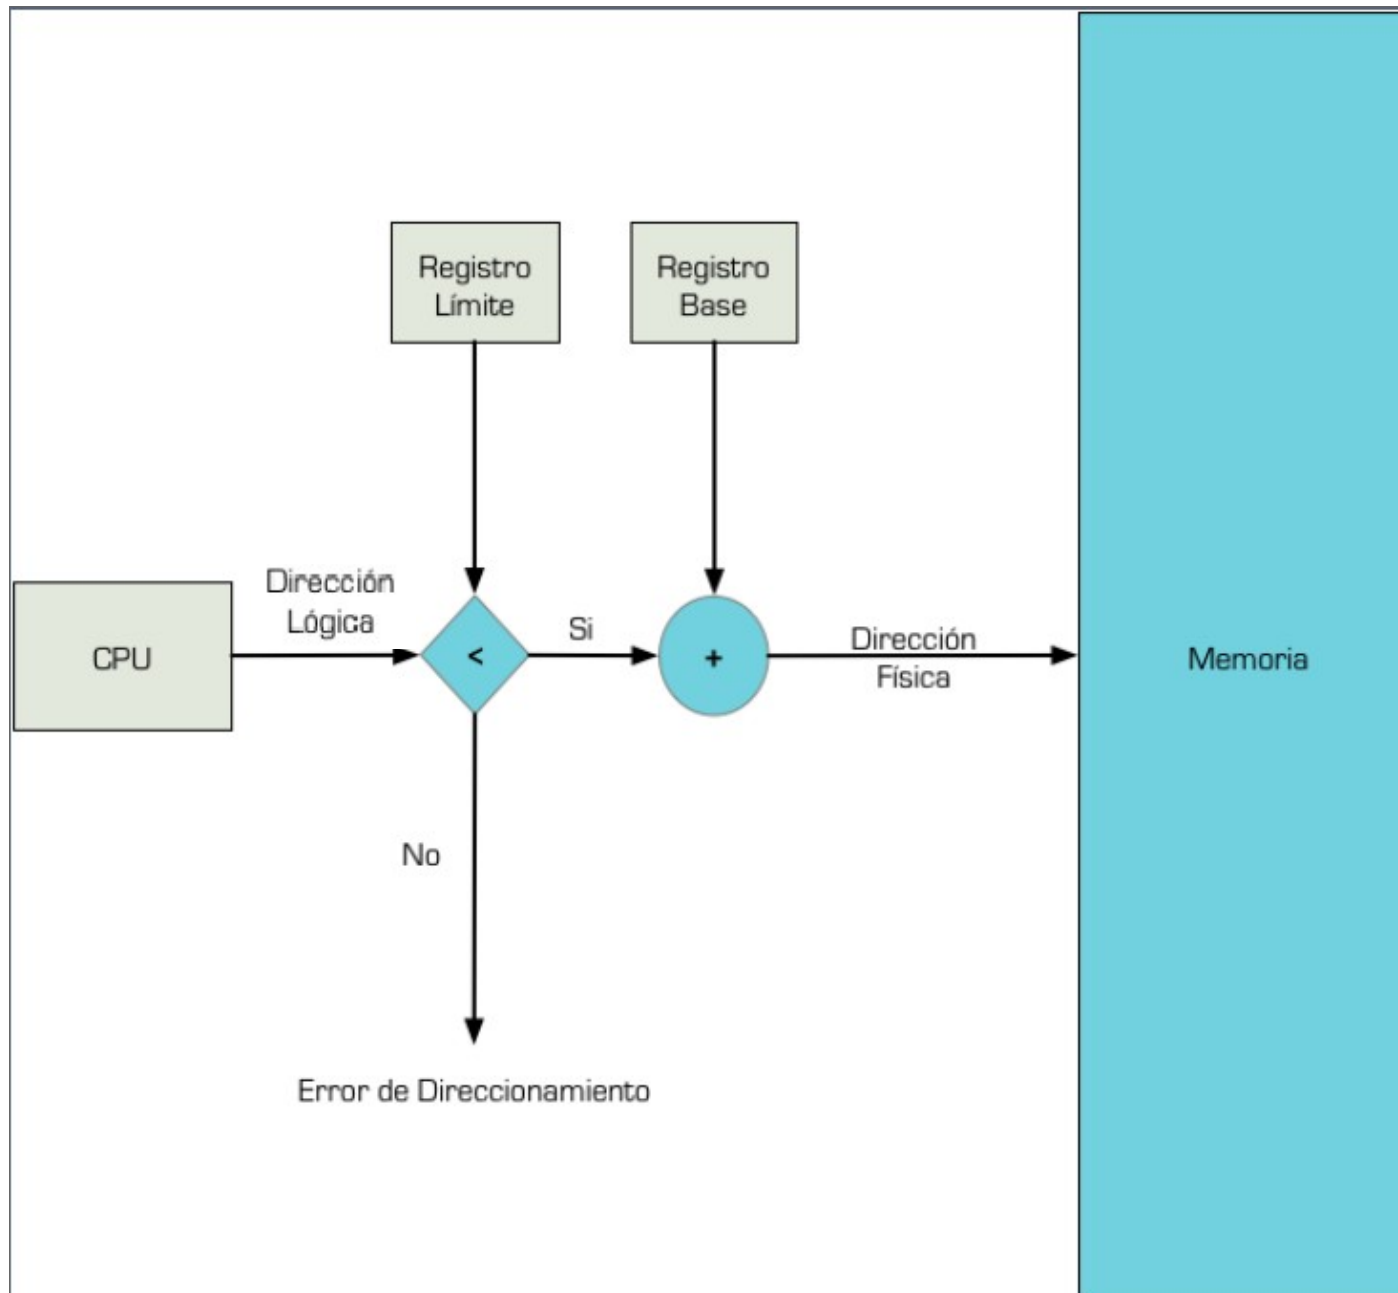 Registro
Límite
Registro
Base
Dirección
Lógica
CPU
<
Si
+
Dirección
Física
Memoria
No
Error de Direccionamiento